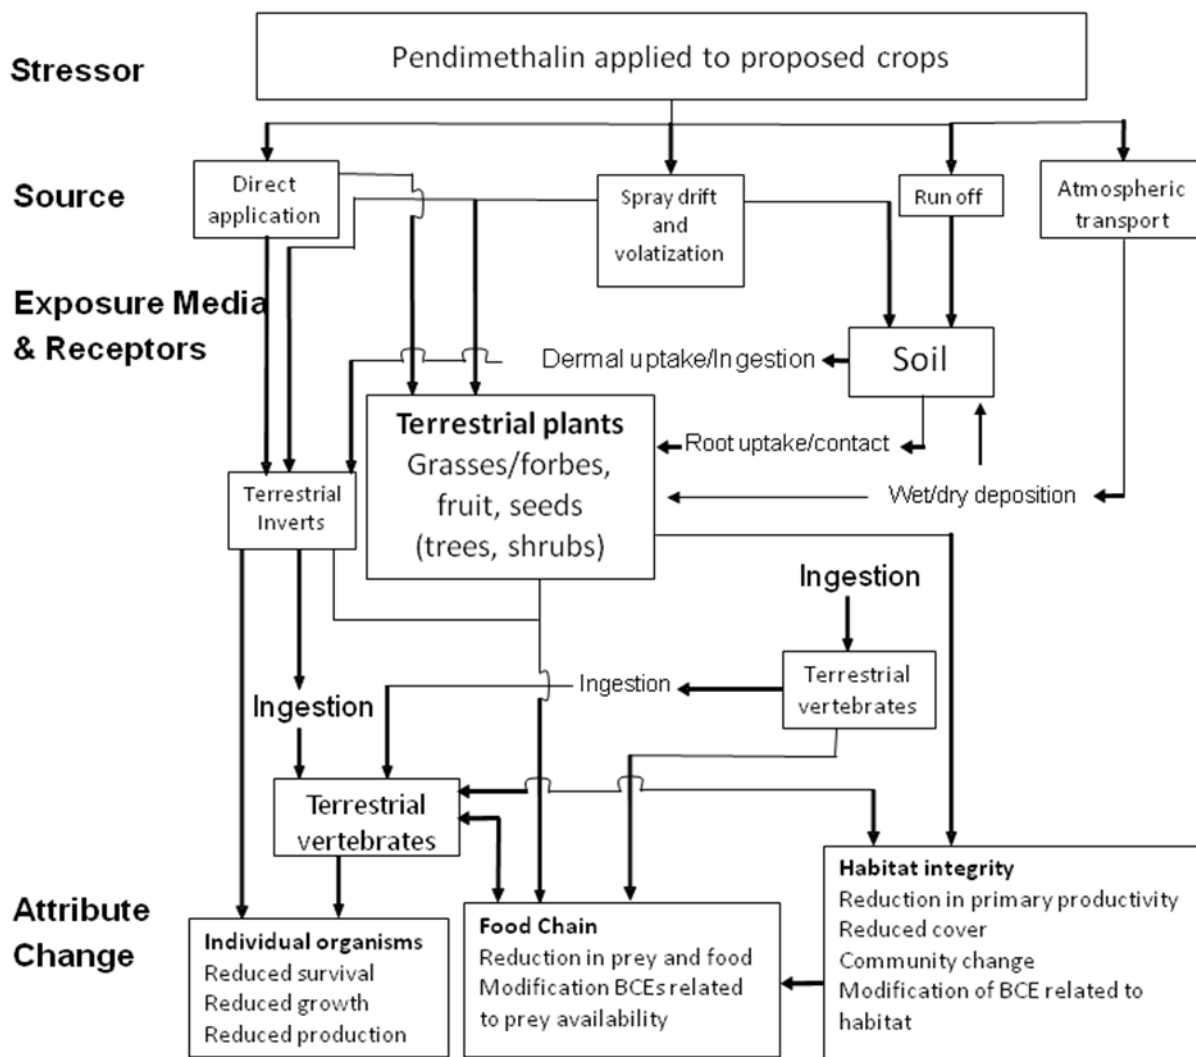 Stressor
Pendimethalin applied to proposed crops
Source
Direct
application
Spray drift
and
volatization
Run off
Atmospheric
transport
Exposure Media
& Receptors
Dermal uptake/Ingestion
Soil
Terrestrial plants
Grasses/forbes,
fruit, seeds
(trees, shrubs)
Root uptake/contact
Wet/dry deposition
Terrestrial
Inverts
Ingestion
Terrestrial
vertebrates
Ingestion
Ingestion
Terrestrial
vertebrates
Attribute
Change
Individual organisms
Reduced survival
Reduced growth
Reduced production
Food Chain
Reduction in prey and food
Modification BCEs related
to prey availability
Habitat integrity
Reduction in primary productivity
Reduced cover
Community change
Modification of BCE related to
habitat